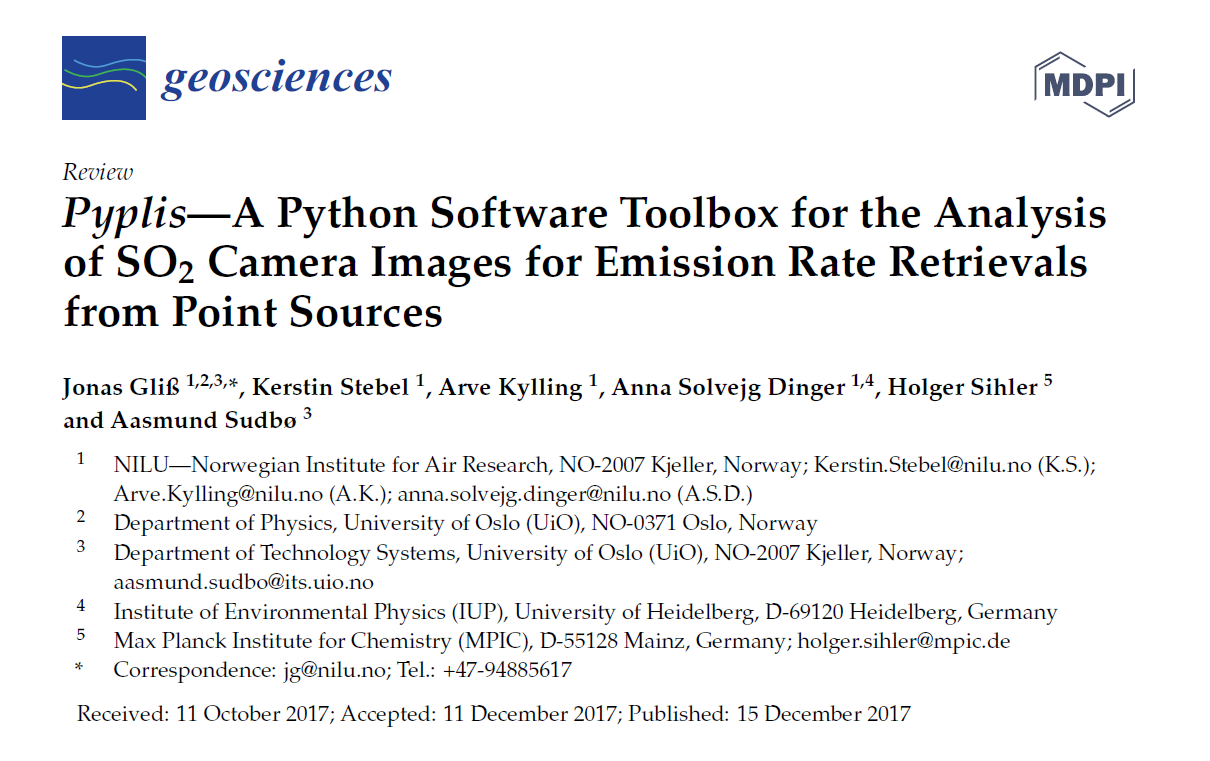 geosciences
MDPI
Review
Pyplis—A Python Software Toolbox for the Analysis
of SO₂ Camera Images for Emission Rate Retrievals
from Point Sources
Jonas Gliß ¹,²,³,*, Kerstin Stebel ¹, Arve Kylling ¹, Anna Solvejg Dinger ¹,⁴, Holger Sihler ⁵
and Aasmund Sudbø ³
¹ NILU—Norwegian Institute for Air Research, NO-2007 Kjeller, Norway; Kerstin.Stebel@nilu.no (K.S.);
Arve.Kylling@nilu.no (A.K.); anna.solvejg.dinger@nilu.no (A.S.D.)
² Department of Physics, University of Oslo (UiO), NO-0371 Oslo, Norway
³ Department of Technology Systems, University of Oslo (UiO), NO-2007 Kjeller, Norway;
aasmund.sudbo@its.uio.no
⁴ Institute of Environmental Physics (IUP), University of Heidelberg, D-69120 Heidelberg, Germany
⁵ Max Planck Institute for Chemistry (MPIC), D-55128 Mainz, Germany; holger.sihler@mpic.de
* Correspondence: jg@nilu.no; Tel.: +47-94885617
Received: 11 October 2017; Accepted: 11 December 2017; Published: 15 December 2017